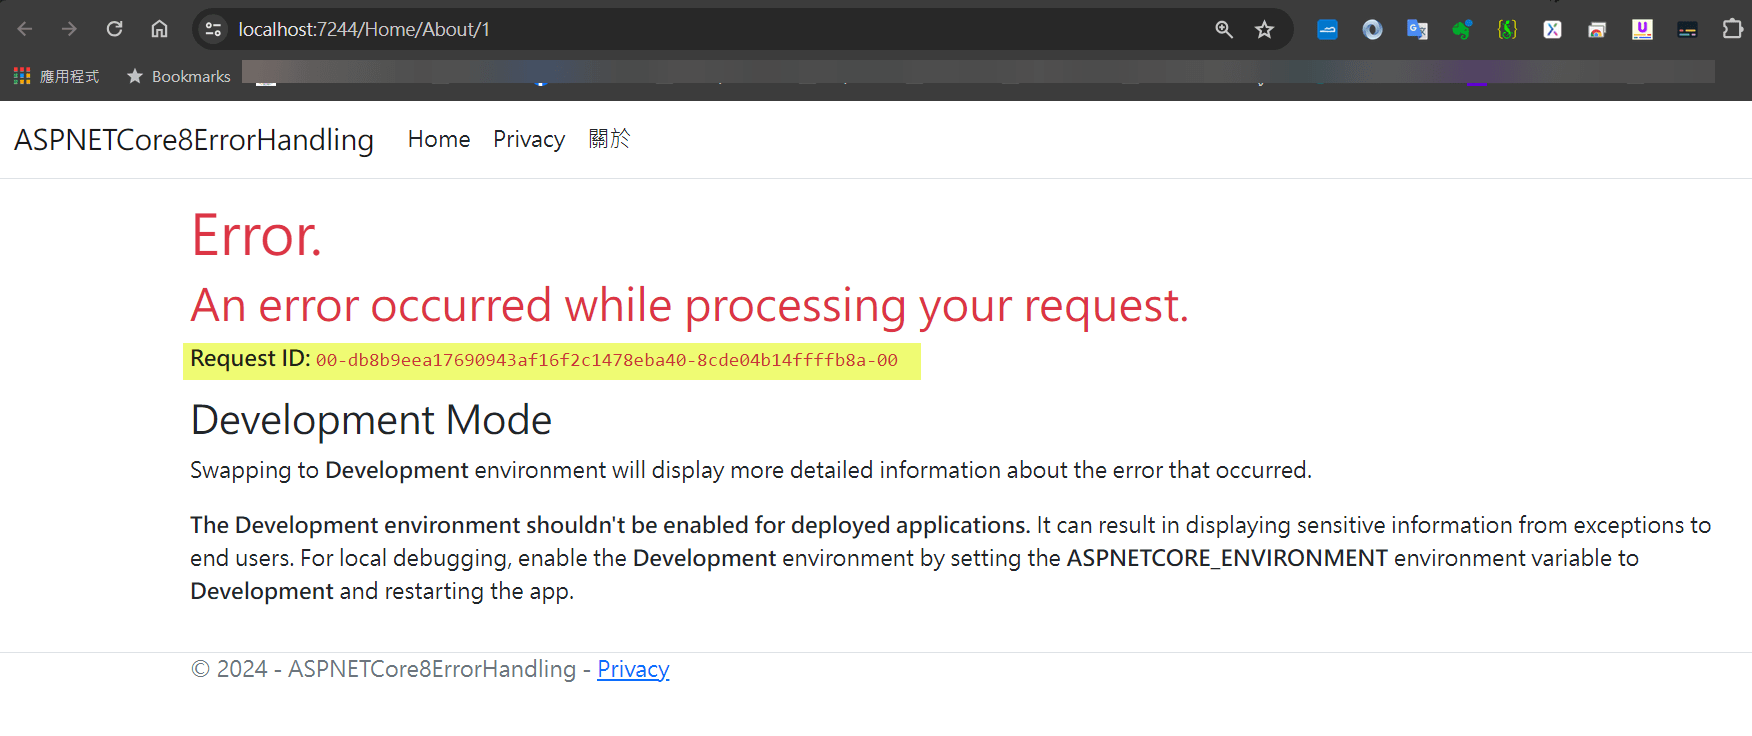 localhost:7244/Home/About/1
應用程式 Bookmarks
ASPNETCore8ErrorHandling Home Privacy 關於
Error.
An error occurred while processing your request.
Request ID: 00-db8b9eea17690943af16f2c1478eba40-8cde04b14ffffb8a-00
Development Mode
Swapping to Development environment will display more detailed information about the error that occurred.
The Development environment shouldn't be enabled for deployed applications. It can result in displaying sensitive information from exceptions to
end users. For local debugging, enable the Development environment by setting the ASPNETCORE_ENVIRONMENT environment variable to
Development and restarting the app.
© 2024 - ASPNETCore8ErrorHandling - Privacy